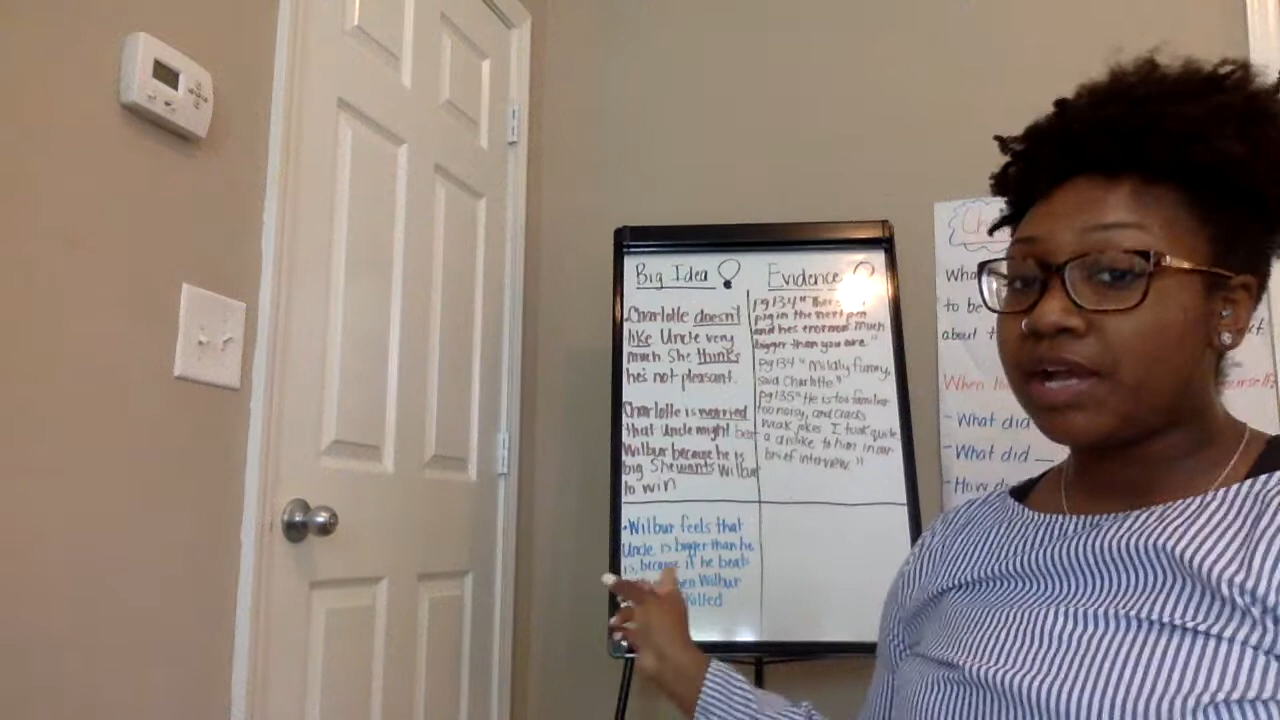 Big Idea
Charlotte doesn't
like Uncle very
much. She thinks
he's not pleasant.
Charlotte is worried
that Uncle might beat
Wilbur because he is
big She wants Wilbur
to win
• Wilbur feels that
Uncle is bigger than he
is, because if he beats
Wilbur
killed
Evidence
pg 134 "There
pig in the next pen
and he's enormous much
bigger than you are."
pg 134 "Mildly funny,
said Charlotte"
pg 135 "He is too familiar
too noisy, and cracks
weak jokes I took quite
a dislike to him in our
brief interview."
to be
about
When
- What did
- What did __
- How